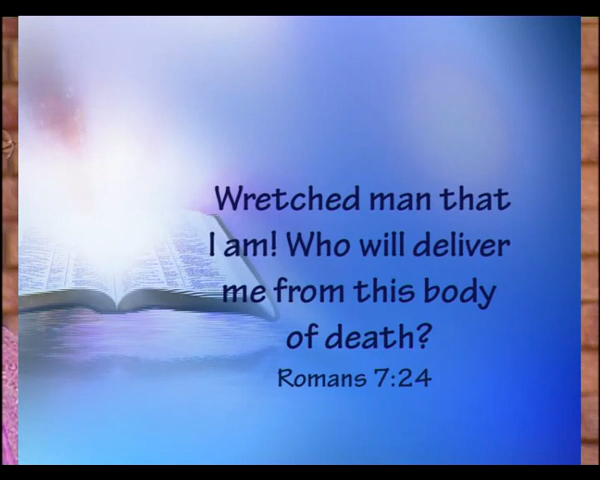 Wretched man that
I am! Who will deliver
me from this body
of death?
Romans 7:24